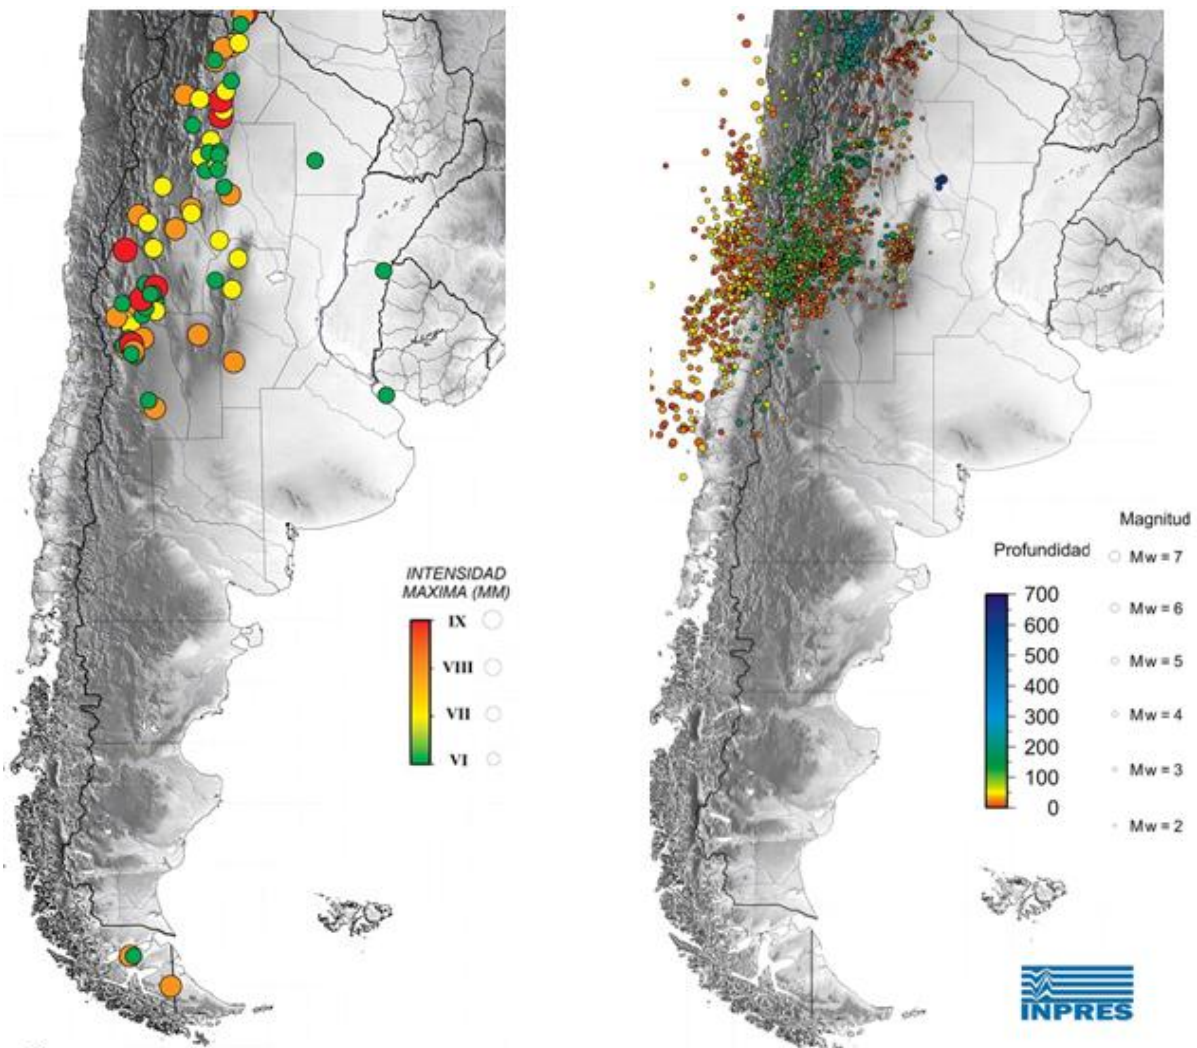 INTENSIDAD
MAXIMA (MM)
IX
VIII
VII
VI
Magnitud
Profundidad
Mw = 7
700
Mw = 6
600
500
Mw = 5
400
300
Mw = 4
200
Mw = 3
100
0
Mw = 2
INPRES